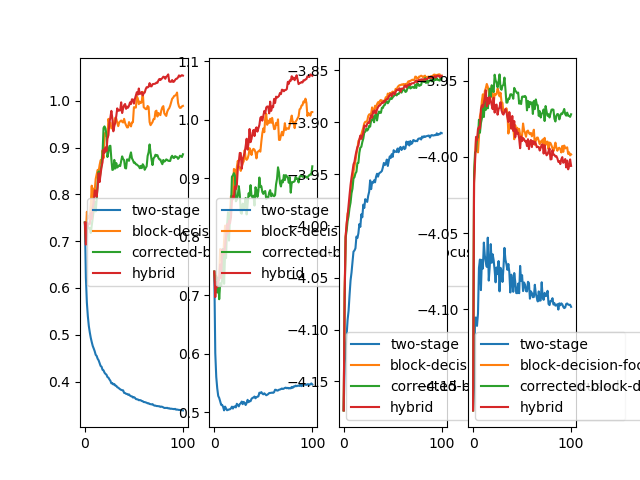 1.0
0.9
0.8
0.7
0.6
0.5
0.4
0
100
two-stage
block-decis
corrected-b
hybrid
1.1
1.0
0.9
0.8
0.7
0.6
0.5
0
100
two-stage
block-decis
corrected-b
hybrid
−3.85
−3.90
−3.95
−4.00
−4.05
−4.10
−4.15
0
100
two-stage
block-decis
corrected-b
hybrid
−3.95
−4.00
−4.05
−4.10
−4.15
0
100
two-stage
block-decision-foc
corrected-block-d
hybrid